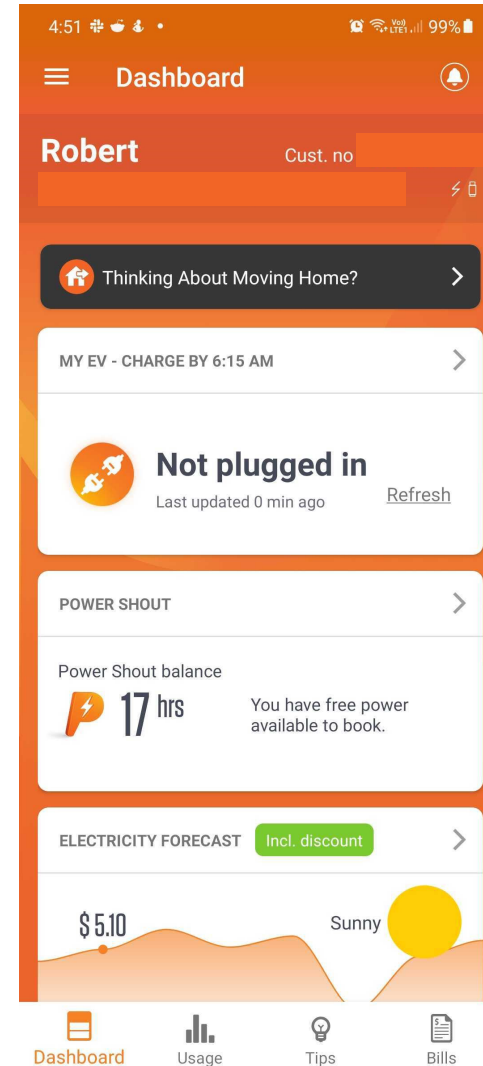 4:51
Vo))
LTE1
99%
Dashboard
Robert
Cust. no
Thinking About Moving Home?
MY EV - CHARGE BY 6:15 AM
Not plugged in
Last updated 0 min ago
Refresh
POWER SHOUT
Power Shout balance
17 hrs
You have free power
available to book.
ELECTRICITY FORECAST
Incl. discount
$5.10
Sunny
Dashboard
Usage
Tips
Bills